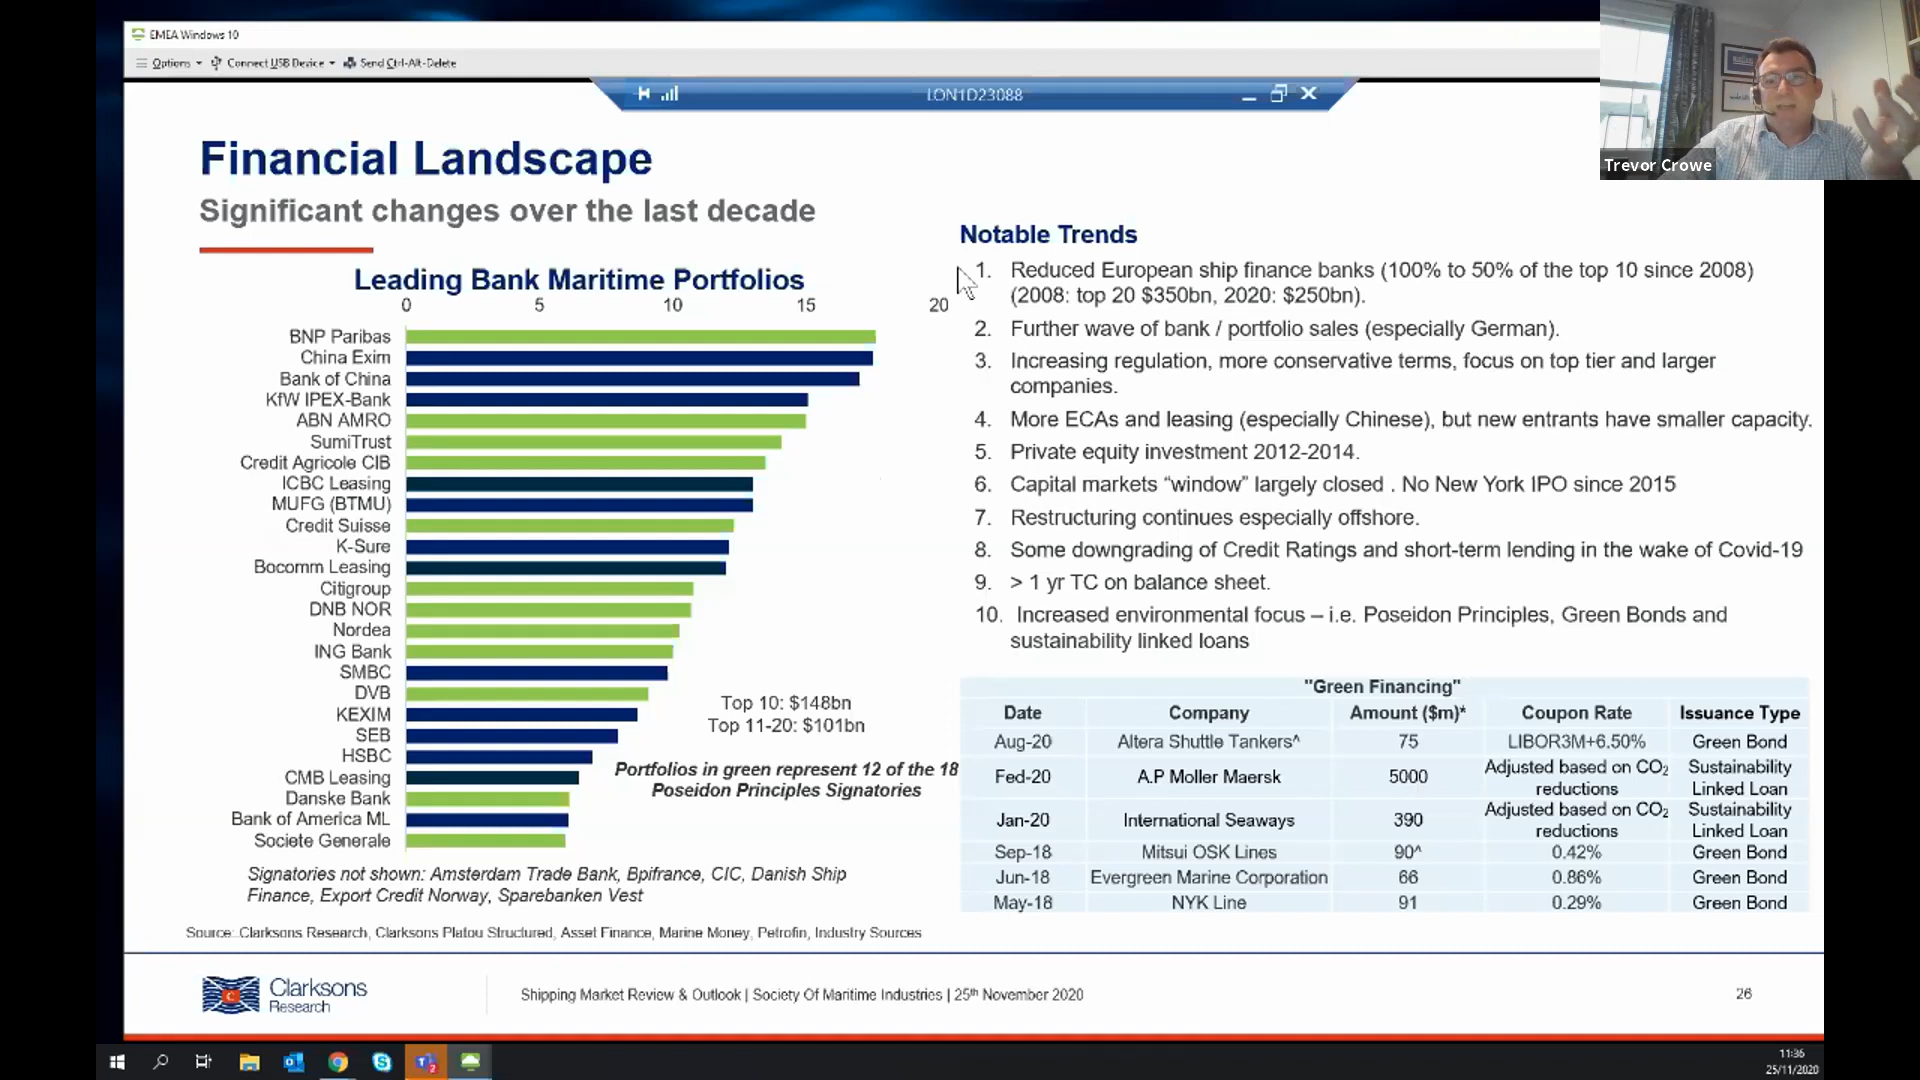 EMEA Windows 10
Options
Connect USB Device
Send Ctrl-Alt-Delete
LON1D23088
Trevor Crowe
Financial Landscape
Significant changes over the last decade
Leading Bank Maritime Portfolios
0 5 10 15 20
BNP Paribas
China Exim
Bank of China
KfW IPEX-Bank
ABN AMRO
SumiTrust
Credit Agricole CIB
ICBC Leasing
MUFG (BTMU)
Credit Suisse
K-Sure
Bocomm Leasing
Citigroup
DNB NOR
Nordea
ING Bank
SMBC
DVB
KEXIM
SEB
HSBC
CMB Leasing
Danske Bank
Bank of America ML
Societe Generale
Top 10: $148bn
Top 11-20: $101bn
Portfolios in green represent 12 of the 18
Poseidon Principles Signatories
Signatories not shown: Amsterdam Trade Bank, Bpifrance, CIC, Danish Ship
Finance, Export Credit Norway, Sparebanken Vest
Source:.Clarksons Research, Clarksons Platou Structured, Asset Finance, Marine Money, Petrofin, Industry Sources
Notable Trends
1. Reduced European ship finance banks (100% to 50% of the top 10 since 2008)
(2008: top 20 $350bn, 2020: $250bn).
2. Further wave of bank / portfolio sales (especially German).
3. Increasing regulation, more conservative terms, focus on top tier and larger
companies.
4. More ECAs and leasing (especially Chinese), but new entrants have smaller capacity.
5. Private equity investment 2012-2014.
6. Capital markets “window” largely closed . No New York IPO since 2015
7. Restructuring continues especially offshore.
8. Some downgrading of Credit Ratings and short-term lending in the wake of Covid-19
9. > 1 yr TC on balance sheet.
10. Increased environmental focus – i.e. Poseidon Principles, Green Bonds and
sustainability linked loans
"Green Financing"
Date Company Amount ($m)* Coupon Rate Issuance Type
Aug-20 Altera Shuttle Tankers^ 75 LIBOR3M+6.50% Green Bond
Fed-20 A.P Moller Maersk 5000 Adjusted based on CO2 reductions Sustainability Linked Loan
Jan-20 International Seaways 390 Adjusted based on CO2 reductions Sustainability Linked Loan
Sep-18 Mitsui OSK Lines 90^ 0.42% Green Bond
Jun-18 Evergreen Marine Corporation 66 0.86% Green Bond
May-18 NYK Line 91 0.29% Green Bond
Clarksons
Research
Shipping Market Review & Outlook | Society Of Maritime Industries | 25th November 2020
26
11:36
25/11/2020